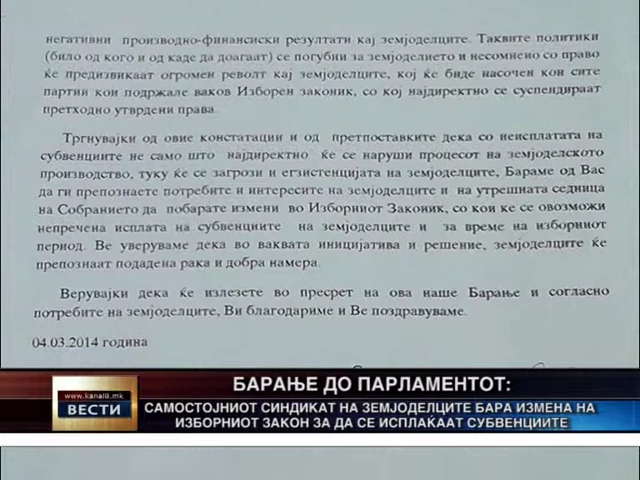 негативни производно-финансиски резултати кај земјоделците. Таквите политики
(било од кого и од каде да доаѓаат) се погубни за земјоделието и несомнено со право
ќе предизвикаат огромен револт кај земјоделците, кој ќе биде насочен кон сите
партии кои подржале ваков Изборен законик, со кој најдиректно се суспендираат
претходно утврдени права.
Тргнувајки од овие констатации и од претпоставките дека со неисплатата на
субвенциите не само што најдиректно ќе се наруши процесот на земјоделското
производство, туку ќе се загрози и егзистенцијата на земјоделците, Бараме од Вас
да ги препознаете потребите и интересите на земјоделците и на утрешната седница
на Собранието да побарате измени во Изборниот Законик, со кои ке се овозможи
непречена исплата на субвенциите на земјоделците и за време на изборниот
период. Ве уверуваме дека во ваквата иницијатива и решение, земјоделците ќе
препознаат подадена рака и добра намера.
Верувајки дека ќе излезете во пресрет на ова наше Барање и согласно
потребите на земјоделците, Ви благодариме и Ве поздравуваме.
04.03.2014 година
БАРАЊЕ ДО ПАРЛАМЕНТОТ:
www.kanal8.mk
ВЕСТИ
САМОСТОЈНИОТ СИНДИКАТ НА ЗЕМЈОДЕЛЦИТЕ БАРА ИЗМЕНА НА
ИЗБОРНИОТ ЗАКОН ЗА ДА СЕ ИСПЛАЌААТ СУБВЕНЦИИТЕ